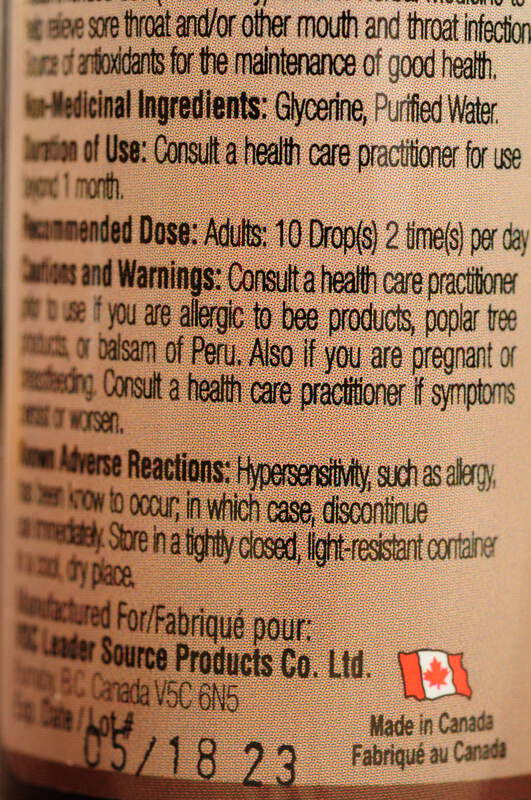 relieve sore throat and/or other mouth and throat infection
Source of antioxidants for the maintenance of good health.
Non-Medicinal Ingredients: Glycerine, Purified Water.
Duration of Use: Consult a health care practitioner for use
beyond 1 month.
Recommended Dose: Adults: 10 Drop(s) 2 time(s) per day
Cautions and Warnings: Consult a health care practitioner
prior to use if you are allergic to bee products, poplar tree
products, or balsam of Peru. Also if you are pregnant or
breastfeeding. Consult a health care practitioner if symptoms
persist or worsen.
Known Adverse Reactions: Hypersensitivity, such as allergy,
has been know to occur; in which case, discontinue
immediately. Store in a tightly closed, light-resistant container
in a cool, dry place.
Manufactured For/Fabriqué pour:
Leader Source Products Co. Ltd.
Burnaby, B.C. Canada V5C 6N5
Exp. Date / Lot #
05/18 23
Made in Canada
Fabriqué au Canada